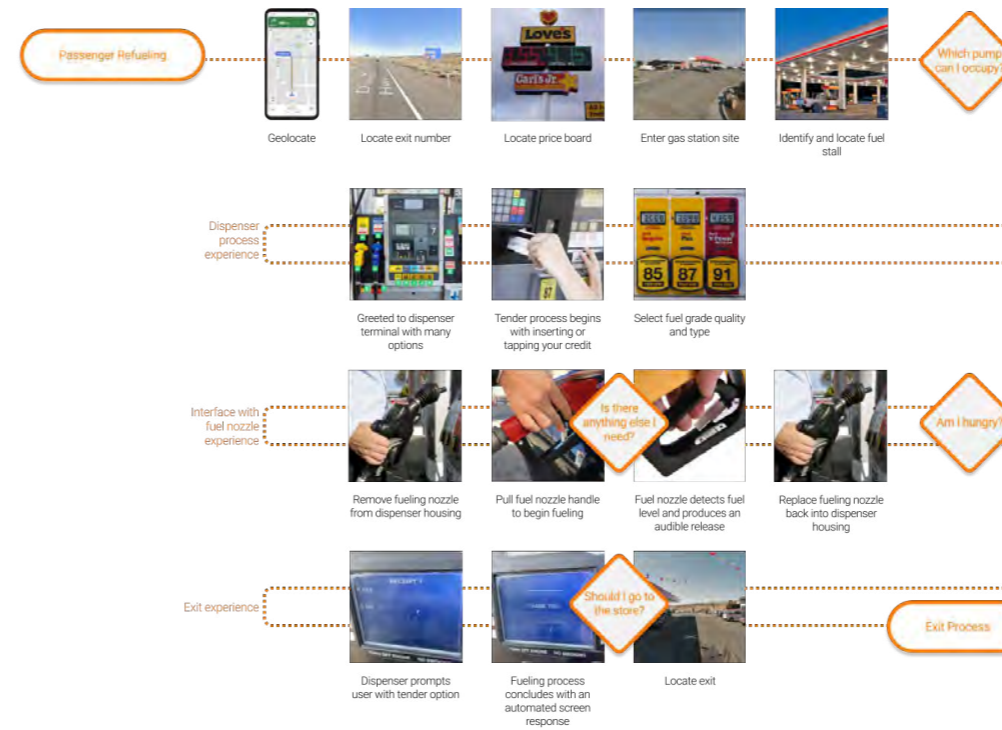 Passenger Refueling
Which pump
can I occupy?
Love's
Carl's Jr.
Geolocate
Locate exit number
Locate price board
Enter gas station site
Identify and locate fuel
stall
Dispenser
process
experience
85
87
91
Greeted to dispenser
terminal with many
options
Tender process begins
with inserting or
tapping your credit
Select fuel grade quality
and type
Interface with
fuel nozzle
experience
Is there
anything else I
need?
Am I hungry?
Remove fueling nozzle
from dispenser housing
Pull fuel nozzle handle
to begin fueling
Fuel nozzle detects fuel
level and produces an
audible release
Replace fueling nozzle
back into dispenser
housing
Exit experience
Should I go to
the store?
Exit Process
Dispenser prompts
user with tender option
Fueling process
concludes with an
automated screen
response
Locate exit